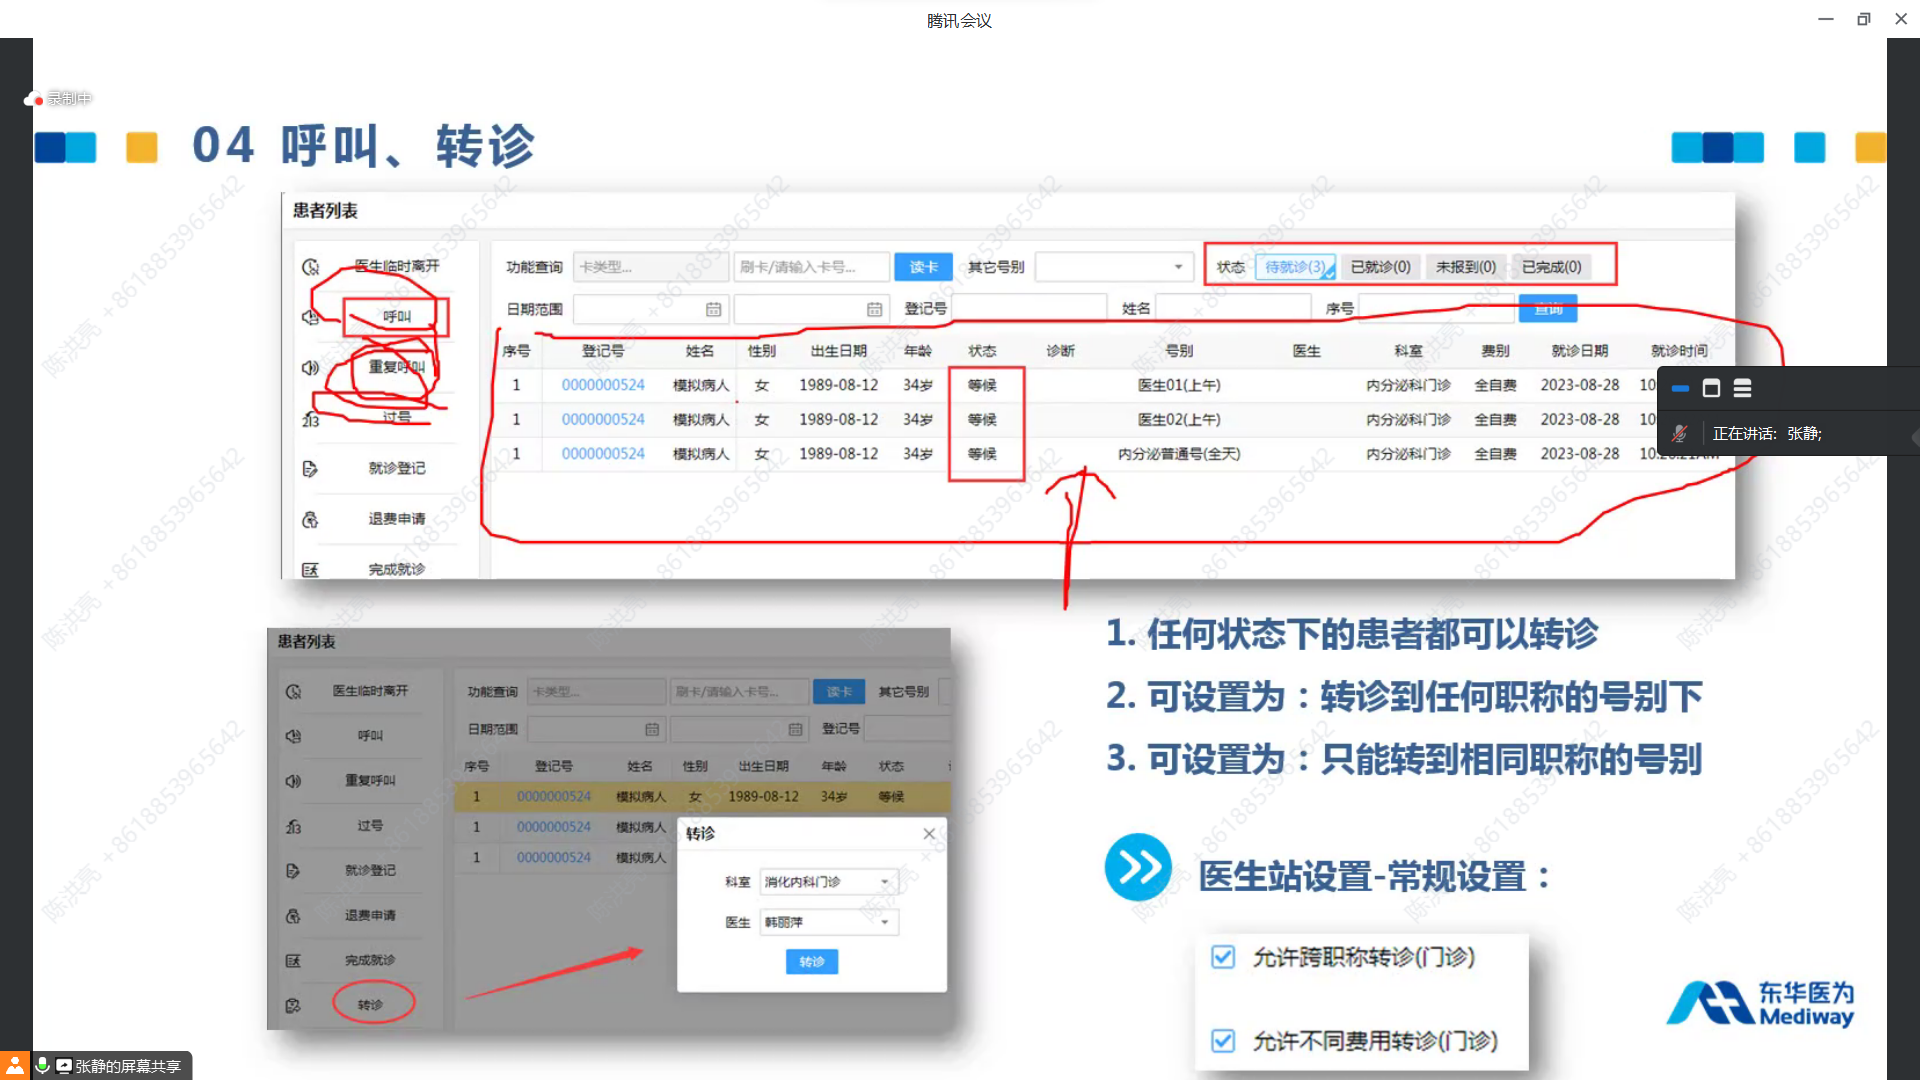 腾讯会议
录制中
04 呼叫、转诊
患者列表
医生临时离开
呼叫
重复呼叫
过号
就诊登记
退费申请
完成就诊
功能查询 卡类型... 刷卡/请输入卡号... 读卡 其它号别 状态 待就诊(3) 已就诊(0) 未报到(0) 已完成(0)
日期范围 登记号 姓名 序号 查询
序号 登记号 姓名 性别 出生日期 年龄 状态 诊断 号别 医生 科室 费别 就诊日期 就诊时间
1 0000000524 模拟病人 女 1989-08-12 34岁 等候 医生01(上午) 内分泌科门诊 全自费 2023-08-28 10:
1 0000000524 模拟病人 女 1989-08-12 34岁 等候 医生02(上午) 内分泌科门诊 全自费 2023-08-28 10:
1 0000000524 模拟病人 女 1989-08-12 34岁 等候 内分泌普通号(全天) 内分泌科门诊 全自费 2023-08-28
正在讲话: 张静;
患者列表
医生临时离开
呼叫
重复呼叫
过号
就诊登记
退费申请
完成就诊
转诊
功能查询 卡类型... 刷卡/请输入卡号... 读卡 其它号别
日期范围 登记号
序号 登记号 姓名 性别 出生日期 年龄 状态
1 0000000524 模拟病人 女 1989-08-12 34岁 等候
1 0000000524 模拟病人
1 0000000524 模拟病人
转诊
科室 消化内科门诊
医生 韩丽萍
转诊
1. 任何状态下的患者都可以转诊
2. 可设置为：转诊到任何职称的号别下
3. 可设置为：只能转到相同职称的号别
医生站设置-常规设置：
允许跨职称转诊(门诊)
允许不同费用转诊(门诊)
东华医为
Mediway
张静的屏幕共享
陈洪亮 +8618853965642